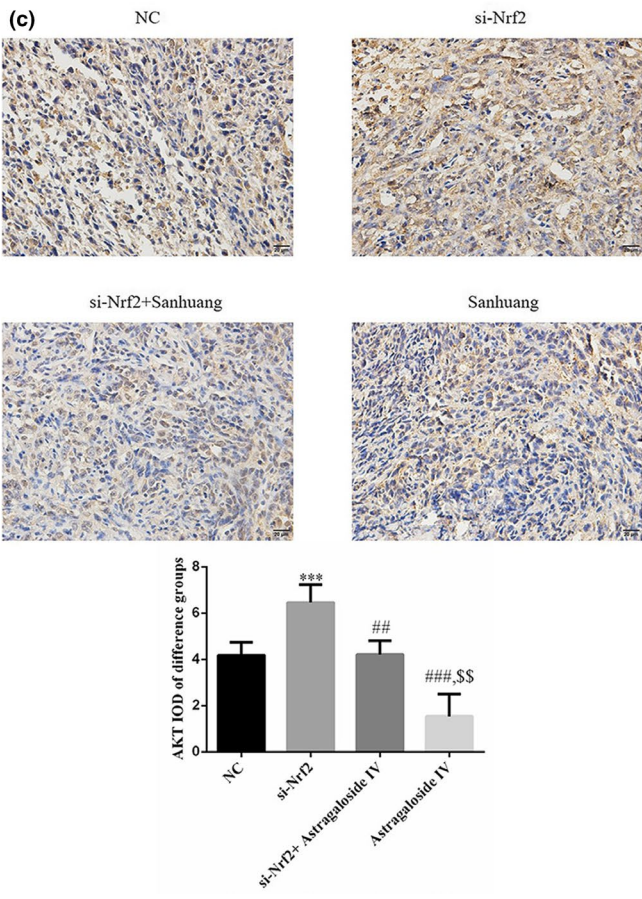 (c)
NC
si-Nrf2
si-Nrf2+Sanhuang
Sanhuang
AKT IOD of difference groups
8
6
4
2
0
***
##
###,$$
NC
si-Nrf2
si-Nrf2+ Astragaloside IV
Astragaloside IV